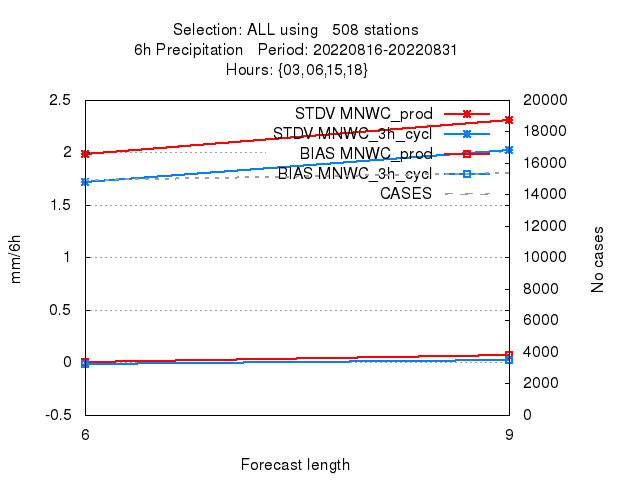 Selection: ALL using   508 stations
6h Precipitation   Period: 20220816-20220831
Hours: {03,06,15,18}
2.5
2
1.5
1
0.5
0
-0.5
mm/6h
STDV MNWC_prod
STDV MNWC_3h_cycl
BIAS MNWC_prod
BIAS MNWC_3h_cycl
CASES
20000
18000
16000
14000
12000
10000
8000
6000
4000
2000
0
No cases
6
9
Forecast length